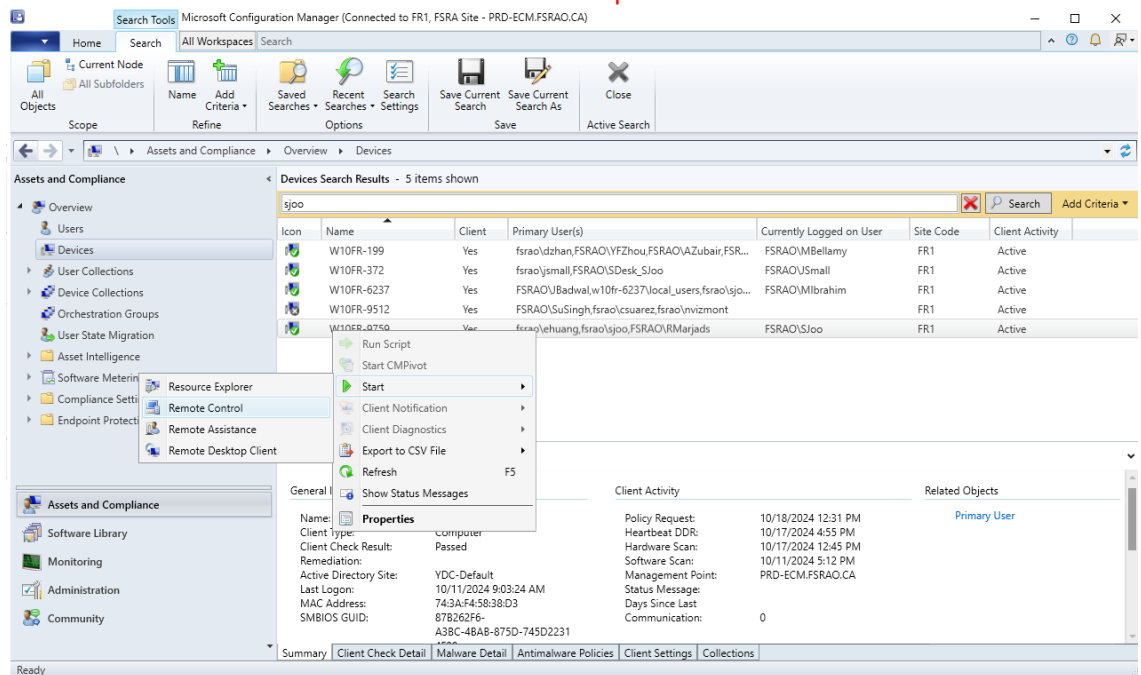 Search Tools Microsoft Configuration Manager (Connected to FR1, FSRA Site - PRD-ECM.FSRAO.CA)
Home Search All Workspaces Search
All Objects
Current Node
All Subfolders
Scope
Name
Add Criteria
Refine
Saved Searches
Recent Searches
Search Settings
Options
Save Current Search
Save Current Search As
Save
Close
Active Search
\ Assets and Compliance Overview Devices
Assets and Compliance
Overview
Users
Devices
User Collections
Device Collections
Orchestration Groups
User State Migration
Asset Intelligence
Software Meterin
Compliance Setti
Endpoint Protecti
Assets and Compliance
Software Library
Monitoring
Administration
Community
Devices Search Results - 5 items shown
sjoo Search Add Criteria
Icon Name Client Primary User(s) Currently Logged on User Site Code Client Activity
W10FR-199 Yes fsrao\dzhan,FSRAO\YFZhou,FSRAO\AZubair,FSR... FSRAO\MBellamy FR1 Active
W10FR-372 Yes fsrao\jsmall,FSRAO\SDesk_SJoo FSRAO\JSmall FR1 Active
W10FR-6237 Yes FSRAO\JBadwal,w10fr-6237\local_users,fsrao\sjo... FSRAO\MIbrahim FR1 Active
W10FR-9512 Yes FSRAO\SuSingh,fsrao\csuarez,fsrao\nvizmont FR1 Active
W10FR-9759 Yes fsrao\ehuang,fsrao\sjoo,FSRAO\RMarjads FSRAO\SJoo FR1 Active
Run Script
Start CMPivot
Start
Client Notification
Client Diagnostics
Export to CSV File
Refresh F5
Show Status Messages
Properties
Resource Explorer
Remote Control
Remote Assistance
Remote Desktop Client
General I
Name:
Client Type: Computer
Client Check Result: Passed
Remediation:
Active Directory Site: YDC-Default
Last Logon: 10/11/2024 9:03:24 AM
MAC Address: 74:3A:F4:58:38:D3
SMBIOS GUID: 87B262F6-
A3BC-4BAB-875D-745D2231
Client Activity
Policy Request: 10/18/2024 12:31 PM
Heartbeat DDR: 10/17/2024 4:55 PM
Hardware Scan: 10/17/2024 12:45 PM
Software Scan: 10/11/2024 5:12 PM
Management Point: PRD-ECM.FSRAO.CA
Status Message:
Days Since Last
Communication: 0
Related Objects
Primary User
Summary Client Check Detail Malware Detail Antimalware Policies Client Settings Collections
Ready